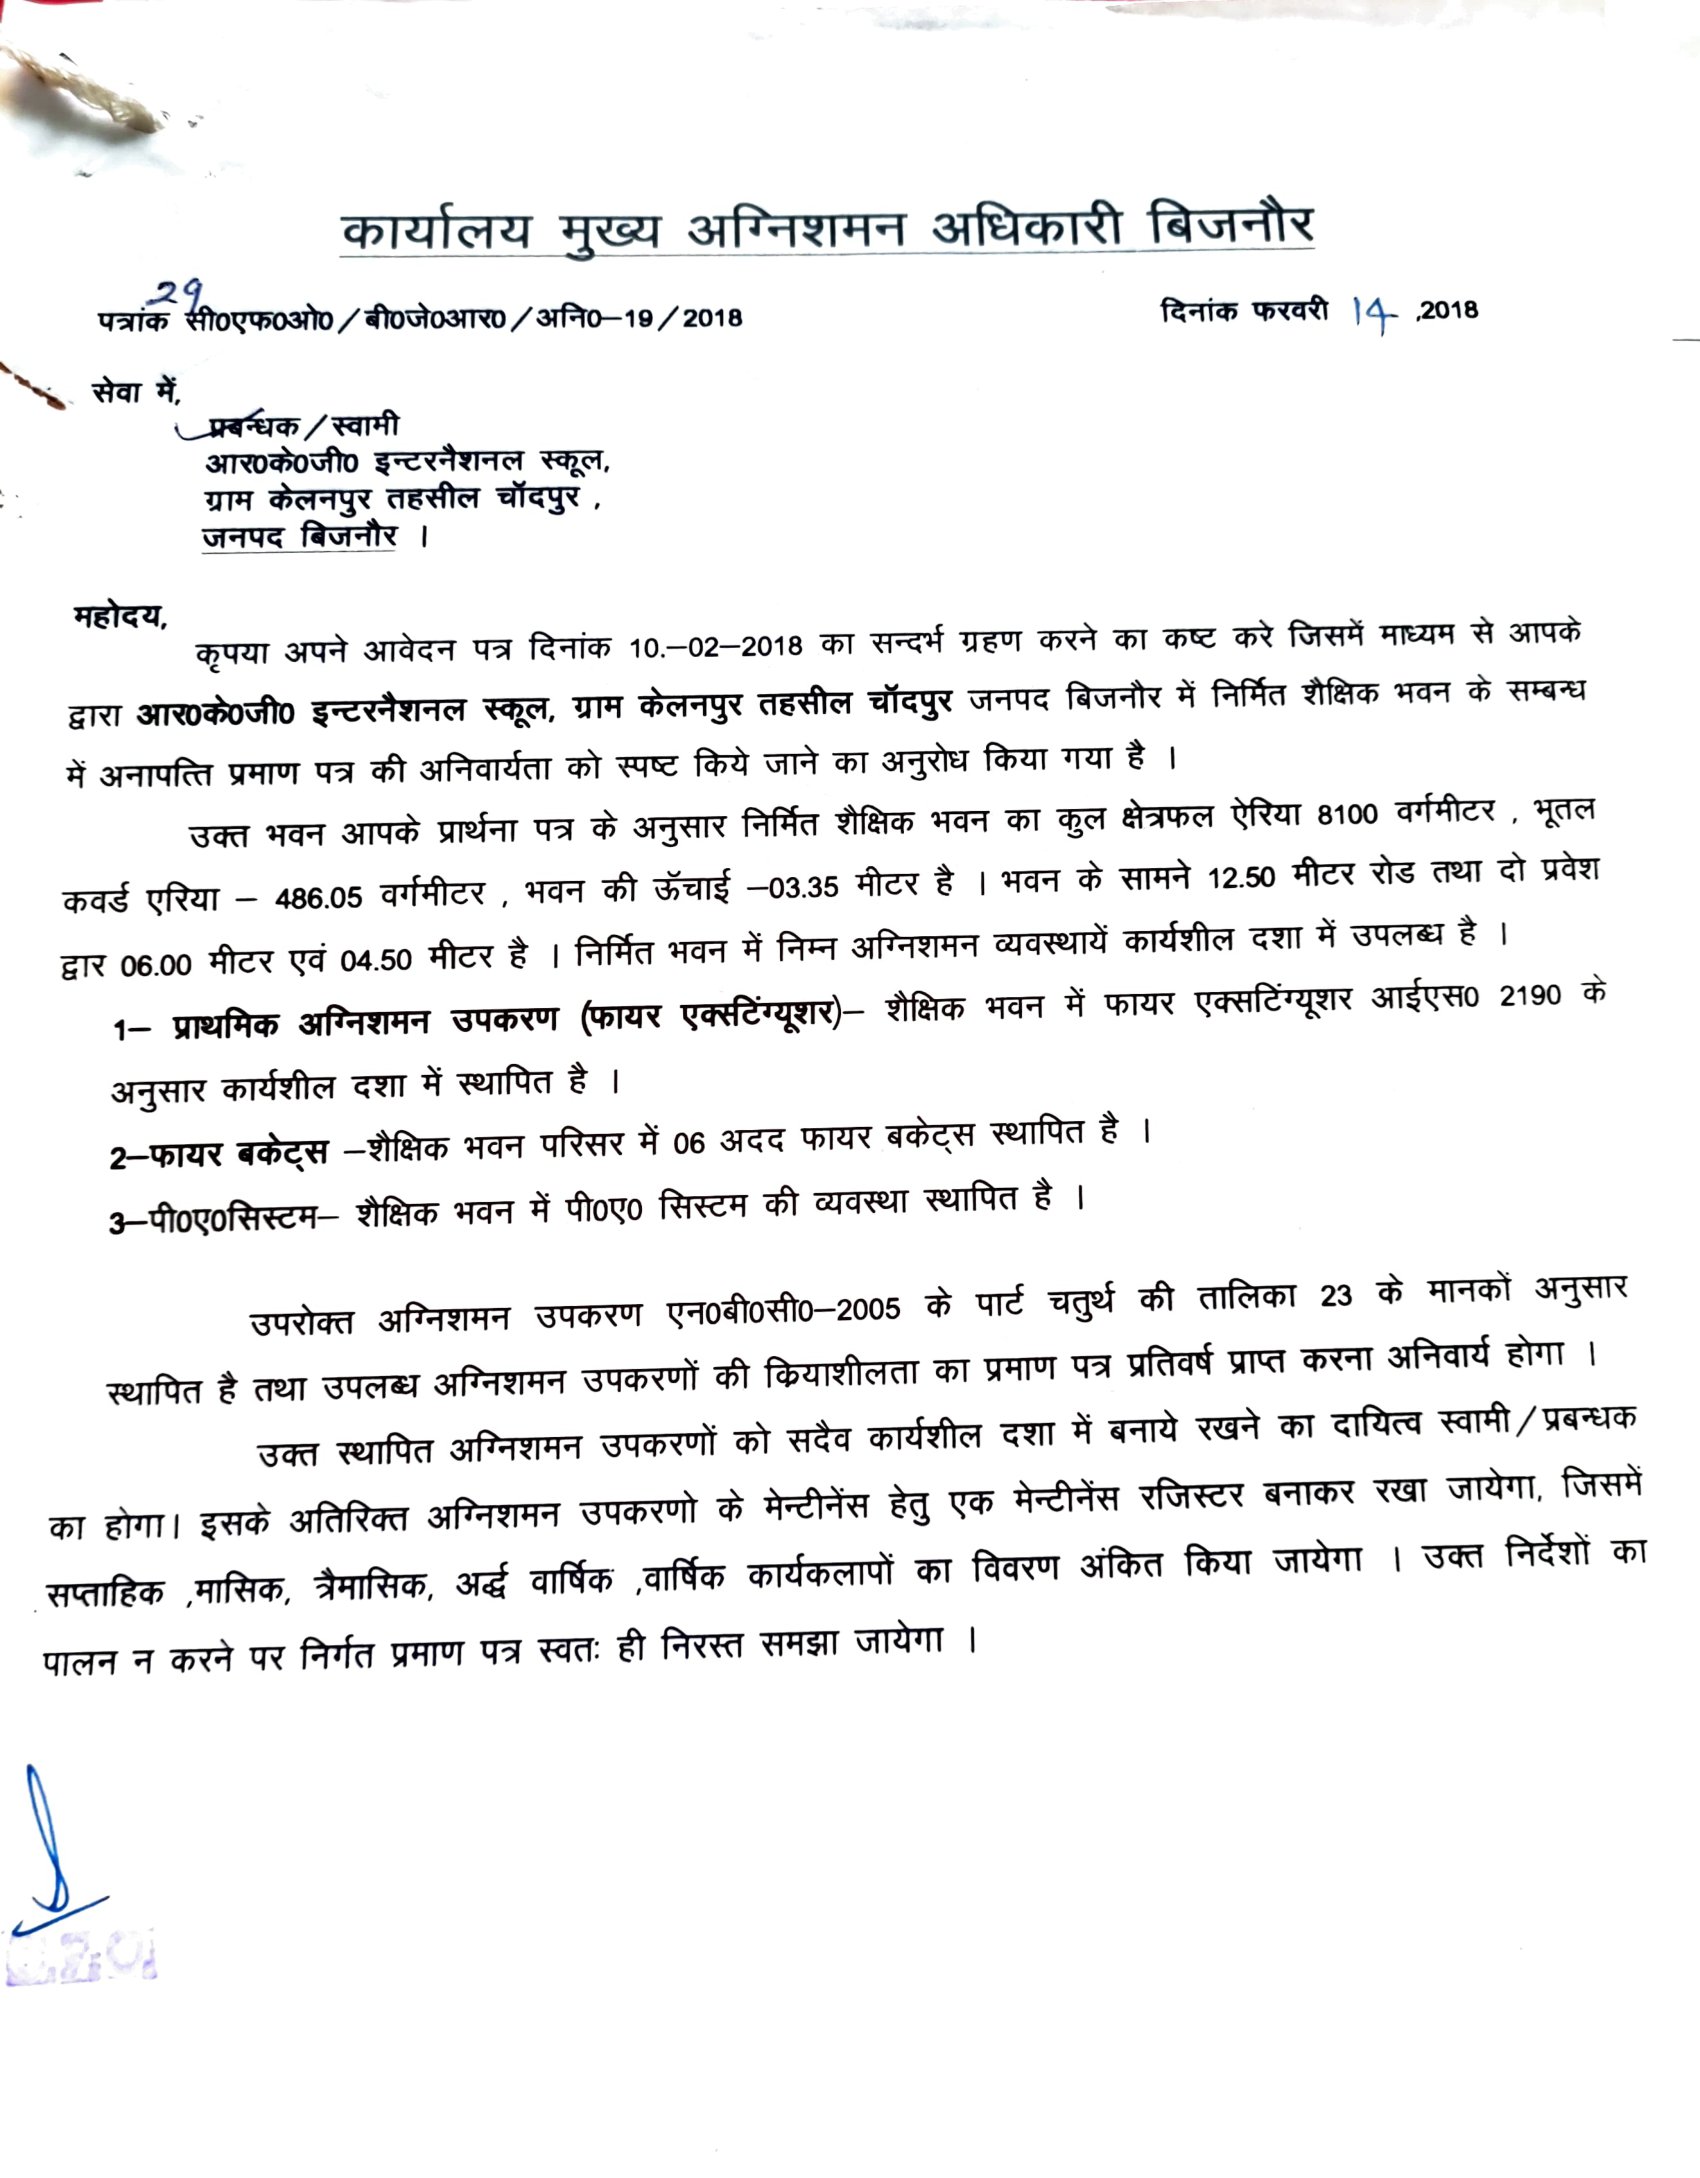 कार्यालय मुख्य अग्निशमन अधिकारी बिजनौर
29
पत्रांक सी0एफ0ओ0/बी0जे0आर0/अनि0–19/2018 दिनांक फरवरी 14 ,2018
सेवा में,
प्रबन्धक/स्वामी
आर0के0जी0 इन्टरनैशनल स्कूल,
ग्राम केलनपुर तहसील चॉदपुर ,
जनपद बिजनौर ।
महोदय,
कृपया अपने आवेदन पत्र दिनांक 10.–02–2018 का सन्दर्भ ग्रहण करने का कष्ट करे जिसमें माध्यम से आपके
द्वारा आर0के0जी0 इन्टरनैशनल स्कूल, ग्राम केलनपुर तहसील चॉदपुर जनपद बिजनौर में निर्मित शैक्षिक भवन के सम्बन्ध
में अनापत्ति प्रमाण पत्र की अनिवार्यता को स्पष्ट किये जाने का अनुरोध किया गया है ।
उक्त भवन आपके प्रार्थना पत्र के अनुसार निर्मित शैक्षिक भवन का कुल क्षेत्रफल ऐरिया 8100 वर्गमीटर , भूतल
कवर्ड एरिया – 486.05 वर्गमीटर , भवन की ऊॅचाई –03.35 मीटर है । भवन के सामने 12.50 मीटर रोड तथा दो प्रवेश
द्वार 06.00 मीटर एवं 04.50 मीटर है । निर्मित भवन में निम्न अग्निशमन व्यवस्थायें कार्यशील दशा में उपलब्ध है ।
1– प्राथमिक अग्निशमन उपकरण (फायर एक्सटिंग्यूशर)– शैक्षिक भवन में फायर एक्सटिंग्यूशर आईएस0 2190 के
अनुसार कार्यशील दशा में स्थापित है ।
2–फायर बकेट्स –शैक्षिक भवन परिसर में 06 अदद फायर बकेट्स स्थापित है ।
3–पी0ए0सिस्टम– शैक्षिक भवन में पी0ए0 सिस्टम की व्यवस्था स्थापित है ।
उपरोक्त अग्निशमन उपकरण एन0बी0सी0–2005 के पार्ट चतुर्थ की तालिका 23 के मानकों अनुसार
स्थापित है तथा उपलब्ध अग्निशमन उपकरणों की क्रियाशीलता का प्रमाण पत्र प्रतिवर्ष प्राप्त करना अनिवार्य होगा ।
उक्त स्थापित अग्निशमन उपकरणों को सदैव कार्यशील दशा में बनाये रखने का दायित्व स्वामी/प्रबन्धक
का होगा। इसके अतिरिक्त अग्निशमन उपकरणो के मेन्टीनेंस हेतु एक मेन्टीनेंस रजिस्टर बनाकर रखा जायेगा, जिसमें
सप्ताहिक ,मासिक, त्रैमासिक, अर्द्ध वार्षिक ,वार्षिक कार्यकलापों का विवरण अंकित किया जायेगा । उक्त निर्देशों का
पालन न करने पर निर्गत प्रमाण पत्र स्वतः ही निरस्त समझा जायेगा ।